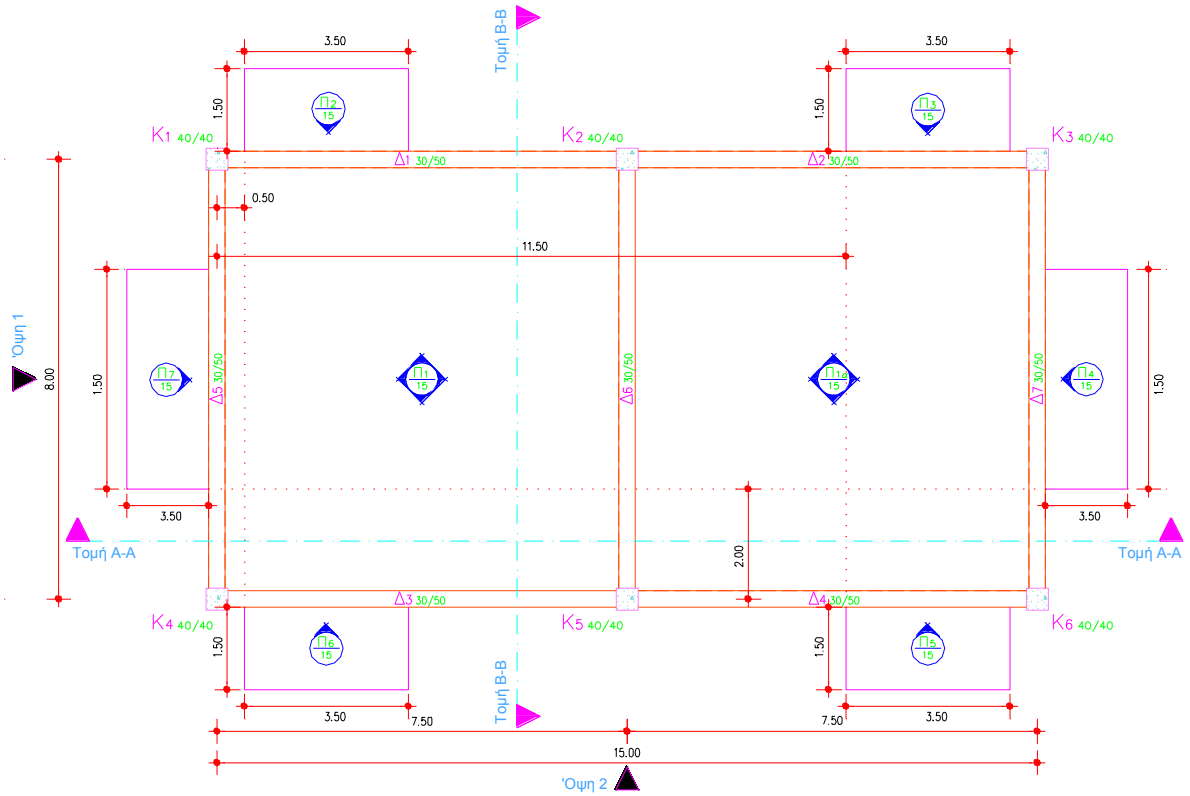 Τομή Β-Β
3.50
3.50
1.50
Π2
15
1.50
Π3
15
Κ1 40/40
Κ2 40/40
Κ3 40/40
Δ1 30/50
Δ2 30/50
0.50
11.50
Όψη 1
8.00
1.50
Π7
15
Δ5 30/50
Π1
15
Δ6 30/50
Π1α
15
Δ7 30/50
Π4
15
1.50
3.50
3.50
Τομή Α-Α
2.00
Τομή Α-Α
Δ3 30/50
Δ4 30/50
Κ4 40/40
Κ5 40/40
Κ6 40/40
1.50
Π6
15
1.50
Π5
15
Τομή Β-Β
3.50
7.50
7.50
3.50
15.00
Όψη 2